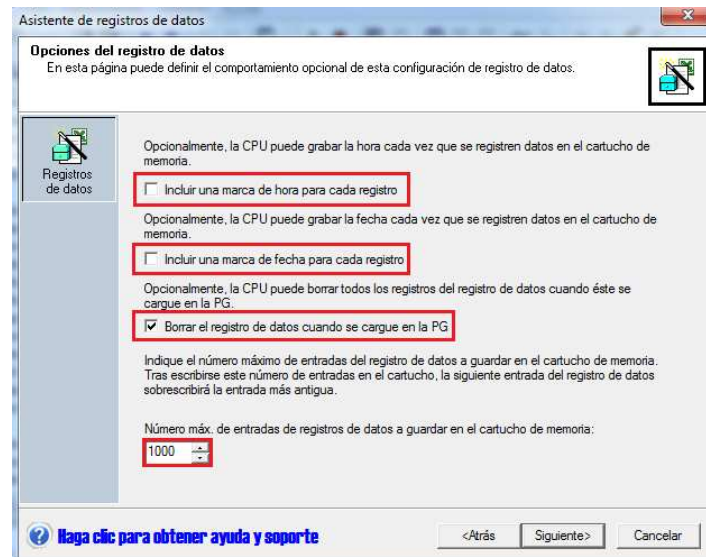 Asistente de registros de datos
Opciones del registro de datos
En esta página puede definir el comportamiento opcional de esta configuración de registro de datos.
Registros
de datos
Opcionalmente, la CPU puede grabar la hora cada vez que se registren datos en el cartucho de
memoria.
Incluir una marca de hora para cada registro
Opcionalmente, la CPU puede grabar la fecha cada vez que se registren datos en el cartucho de
memoria.
Incluir una marca de fecha para cada registro
Opcionalmente, la CPU puede borrar todos los registros del registro de datos cuando éste se
cargue en la PG.
Borrar el registro de datos cuando se cargue en la PG
Indique el número máximo de entradas del registro de datos a guardar en el cartucho de memoria.
Tras escribirse este número de entradas en el cartucho, la siguiente entrada del registro de datos
sobrescribirá la entrada más antigua.
Número máx. de entradas de registros de datos a guardar en el cartucho de memoria:
1000
Haga clic para obtener ayuda y soporte
<Atrás
Siguiente>
Cancelar